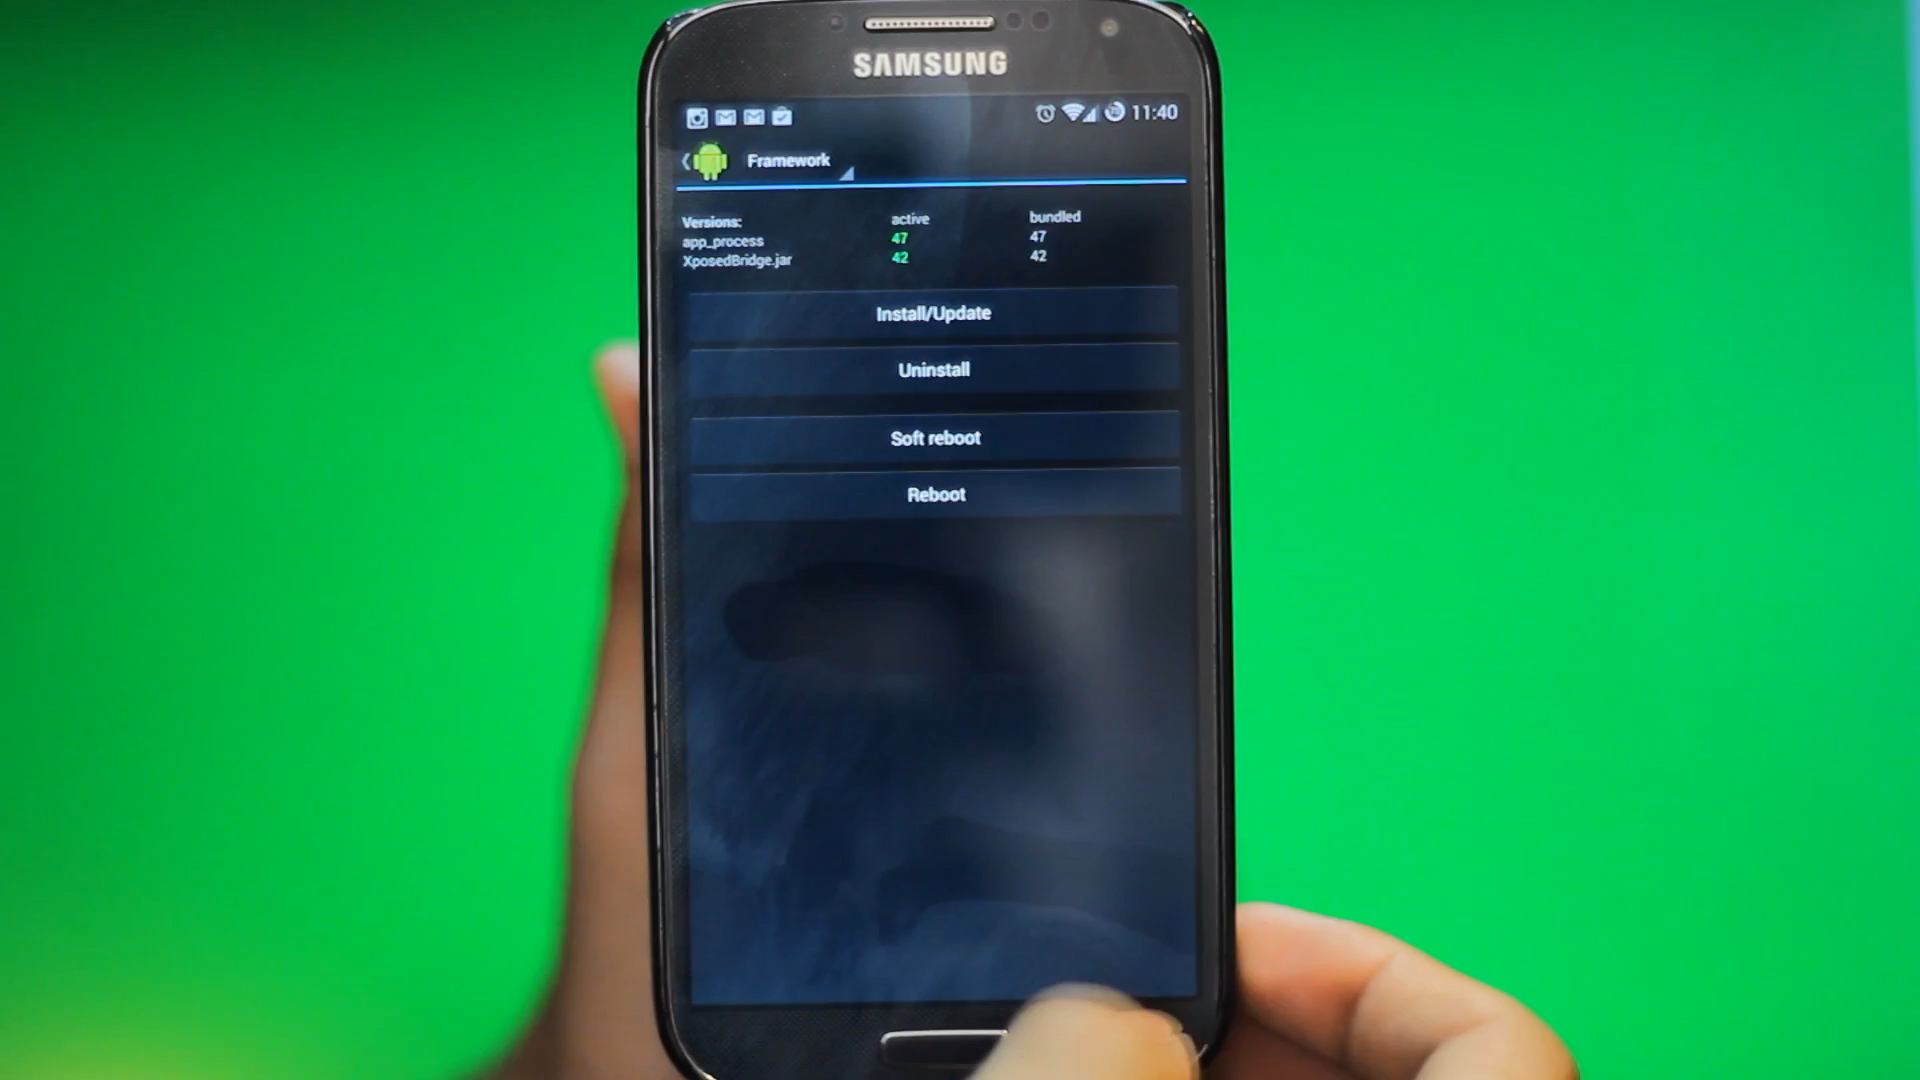 SAMSUNG
11:40
Framework
Versions: active bundled
app_process 47 47
XposedBridge.jar 42 42
Install/Update
Uninstall
Soft reboot
Reboot